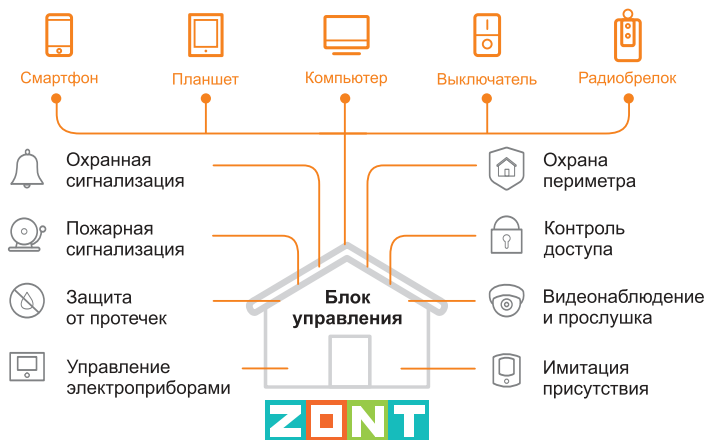 Смартфон
Планшет
Компьютер
Выключатель
Радиобрелок
Охранная
сигнализация
Охрана
периметра
Пожарная
сигнализация
Контроль
доступа
Защита
от протечек
Блок
управления
Видеонаблюдение
и прослушка
Управление
электроприборами
Имитация
присутствия
ZONT